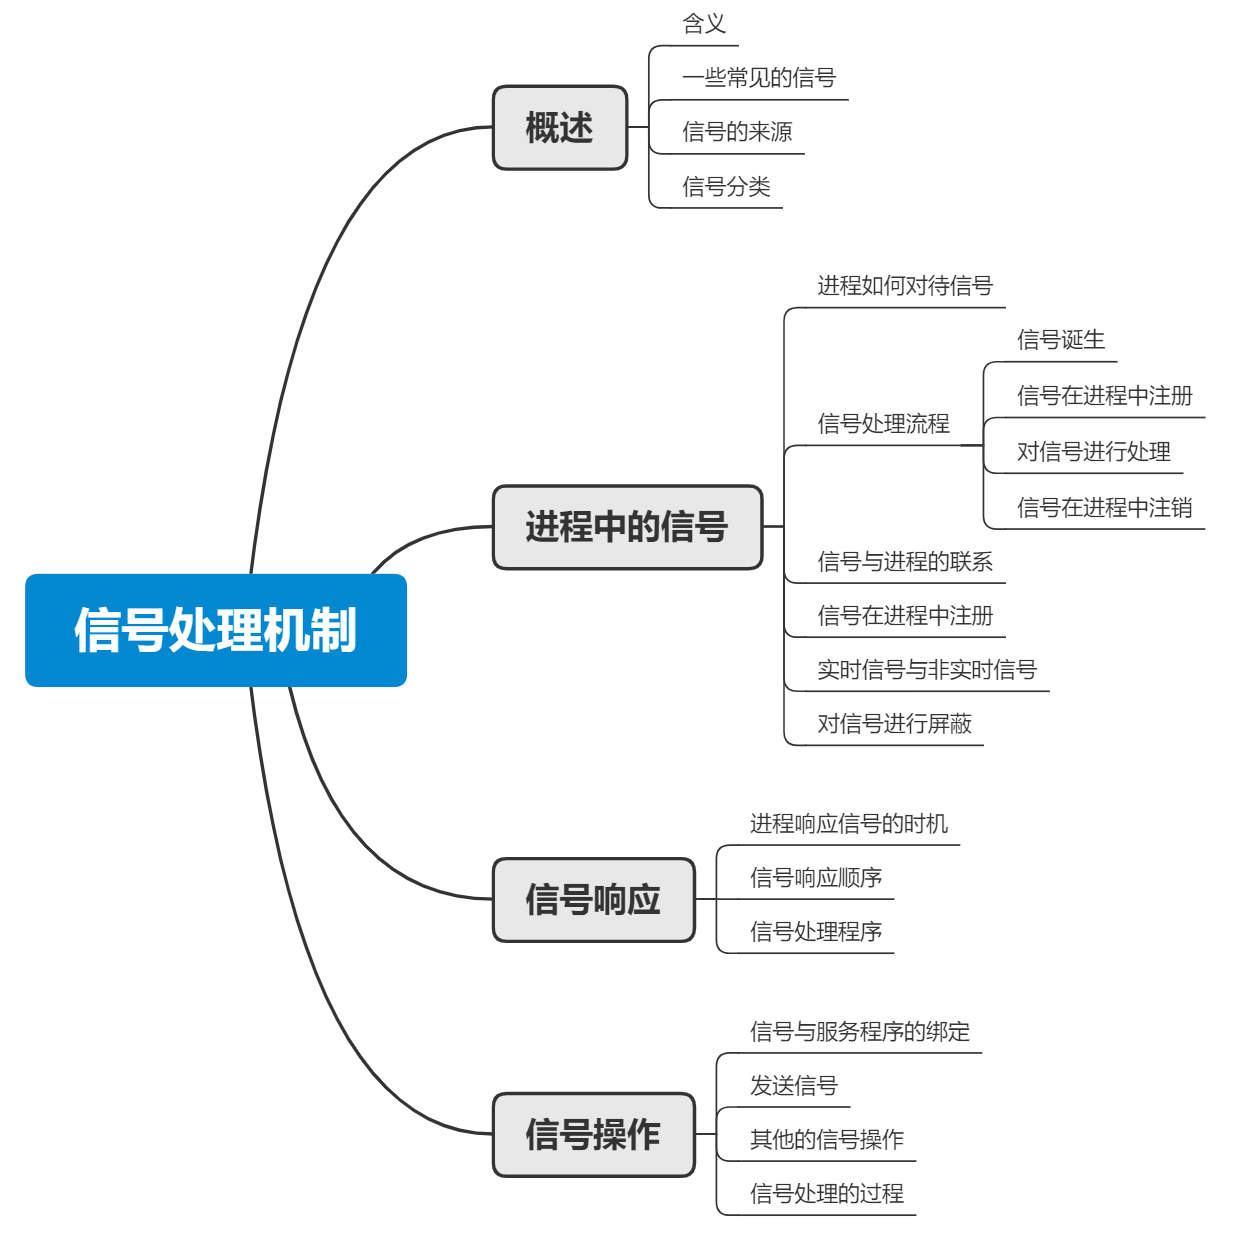 信号处理机制
概述
含义
一些常见的信号
信号的来源
信号分类
进程中的信号
进程如何对待信号
信号处理流程
信号诞生
信号在进程中注册
对信号进行处理
信号在进程中注销
信号与进程的联系
信号在进程中注册
实时信号与非实时信号
对信号进行屏蔽
信号响应
进程响应信号的时机
信号响应顺序
信号处理程序
信号操作
信号与服务程序的绑定
发送信号
其他的信号操作
信号处理的过程